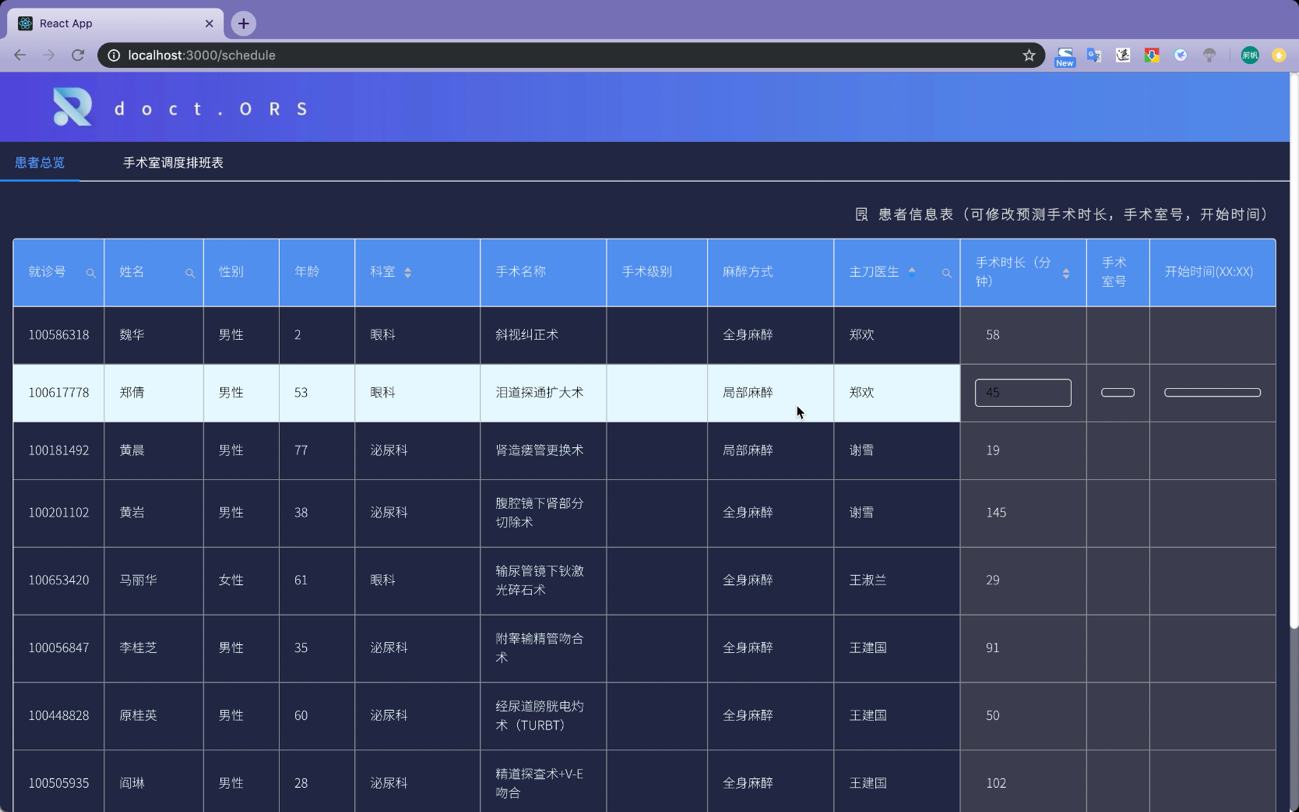 React App
localhost:3000/schedule
New
doct.ORS
患者总览 手术室调度排班表
患者信息表（可修改预测手术时长，手术室号，开始时间）
就诊号 姓名 性别 年龄 科室 手术名称 手术级别 麻醉方式 主刀医生 手术时长（分
钟） 手术
室号 开始时间(XX:XX)
100586318 魏华 男性 2 眼科 斜视纠正术 全身麻醉 郑欢 58
100617778 郑倩 男性 53 眼科 泪道探通扩大术 局部麻醉 郑欢 45
100181492 黄晨 男性 77 泌尿科 肾造瘘管更换术 局部麻醉 谢雪 19
100201102 黄岩 男性 38 泌尿科 腹腔镜下肾部分
切除术 全身麻醉 谢雪 145
100653420 马丽华 女性 61 眼科 输尿管镜下钬激
光碎石术 全身麻醉 王淑兰 29
100056847 李桂芝 男性 35 泌尿科 附睾输精管吻合
术 全身麻醉 王建国 91
100448828 原桂英 男性 60 泌尿科 经尿道膀胱电灼
术（TURBT） 全身麻醉 王建国 50
100505935 阎琳 男性 28 泌尿科 精道探查术+V-E
吻合 全身麻醉 王建国 102